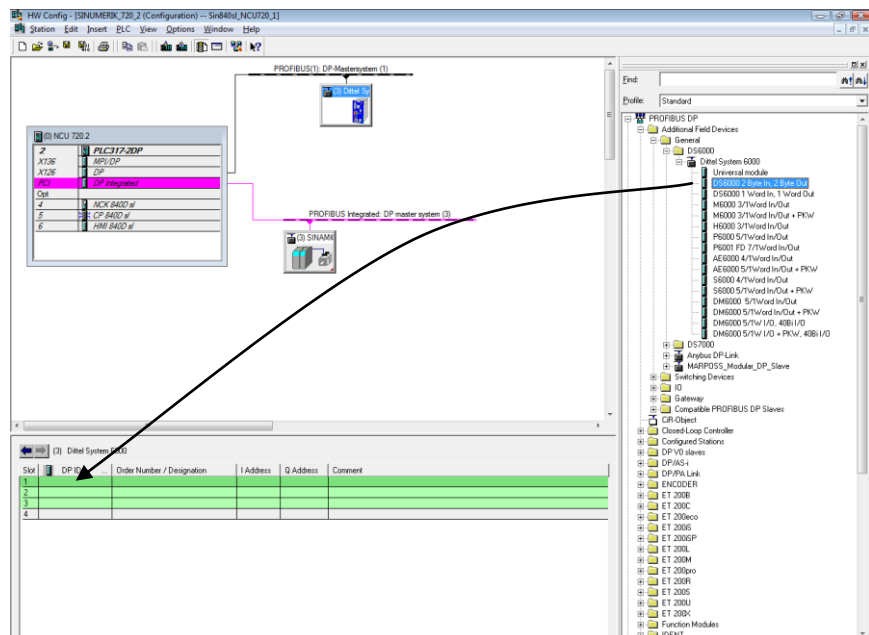 HW Config - [SINUMERIK_720_2 (Configuration) -- Sin840sl_NCU720_1]
Station Edit Insert PLC View Options Window Help
PROFIBUS(1): DP-Mastersystem (1)
(3) Dittel Sy
(0) NCU 720.2
2 PLC317-2DP
X136 MPI/DP
X126 DP
PCI DP integrated
Opt
4 NCK 840D sl
5 CP 840D sl
6 HMI 840D sl
PROFIBUS Integrated: DP master system (3)
(3) SINAMI
(3) Dittel System 6000
Slot DP ID ... Order Number / Designation I Address Q Address Comment
1
2
3
4
Find:
Profile: Standard
PROFIBUS DP
Additional Field Devices
General
DS6000
Dittel System 6000
Universal module
DS6000 2 Byte In, 2 Byte Out
DS6000 1 Word In, 1 Word Out
M6000 3/1Word In/Out
M6000 3/1Word In/Out + PKW
H6000 3/1Word In/Out
P6000 5/1Word In/Out
P6001 FD 7/1Word In/Out
AE6000 4/1Word In/Out
AE6000 5/1Word In/Out + PKW
S6000 4/1Word In/Out
S6000 5/1Word In/Out + PKW
DM6000 5/1Word In/Out
DM6000 5/1Word In/Out + PKW
DM6000 5/1W I/O, 40Bi I/O
DM6000 5/1W I/O + PKW, 40Bi I/O
DS7000
Anybus DP-Link
MARPOSS_Modular_DP_Slave
Switching Devices
IO
Gateway
Compatible PROFIBUS DP Slaves
CiR-Object
Closed-Loop Controller
Configured Stations
DP V0 slaves
DP/AS-i
DP/PA Link
ENCODER
ET 200B
ET 200C
ET 200eco
ET 200iS
ET 200iSP
ET 200L
ET 200M
ET 200pro
ET 200R
ET 200S
ET 200U
ET 200X
Function Modules
IDENT